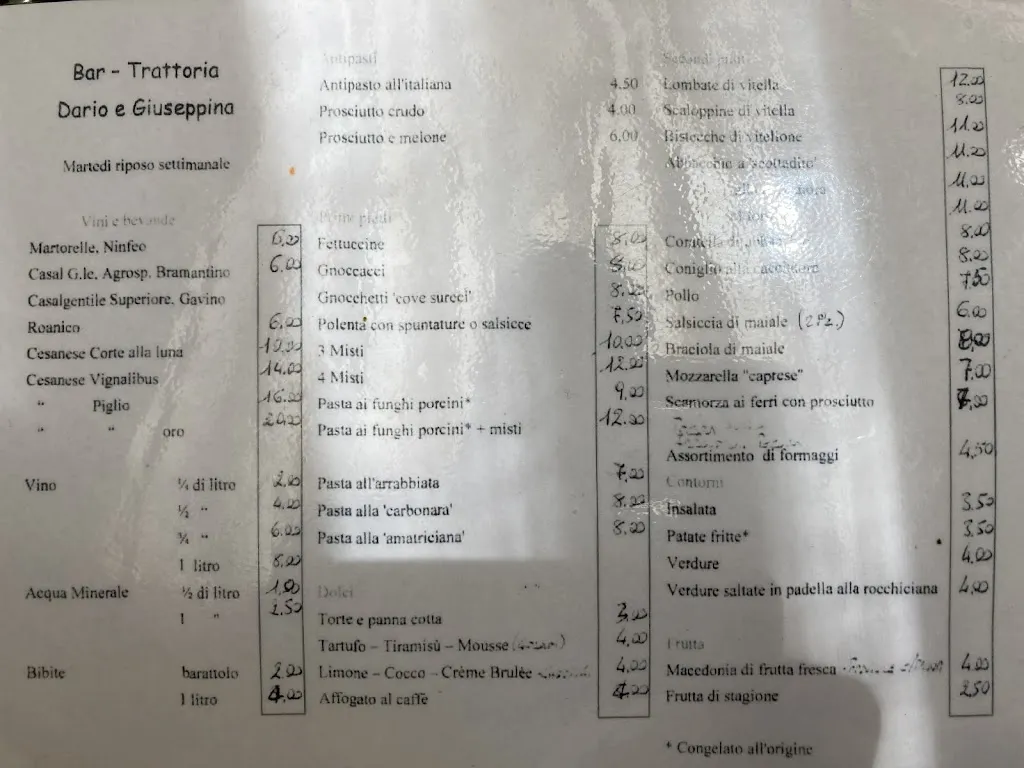 Bar - Trattoria
Dario e Giuseppina
Martedi riposo settimanale
Vini e bevande
Martorelle, Ninfeo 6,00
Casal G.le, Agrosp. Bramantino 6,00
Casalgentile Superiore, Gavino
Roanico 6,00
Cesanese Corte alla luna 10,00
Cesanese Vignalibus 14,00
" Piglio 16,00
" " oro 20,00
Vino ¼ di litro 2,00
½ " 4,00
¾ " 6,00
1 litro 8,00
Acqua Minerale ½ di litro 1,00
1 " 2,50
Bibite barattolo 2,00
1 litro 4,00
Antipasti
Antipasto all'italiana 4.50
Prosciutto crudo 4.00
Prosciutto e melone 6,00
Primi piatti
Fettuccine 8,00
Gnoccacci 8,00
Gnocchetti 'cove sureci' 8,00
Polenta con spuntature o salsicce 7,50
3 Misti 10,00
4 Misti 12,00
Pasta ai funghi porcini* 9,00
Pasta ai funghi porcini* + misti 12.00
Pasta all'arrabbiata 7,00
Pasta alla 'carbonara' 8,00
Pasta alla 'amatriciana' 8,00
Dolci
Torte e panna cotta 3,00
Tartufo – Tiramisù – Mousse 4,00
Limone – Cocco – Crème Brulèe 4,00
Affogato al caffè 4,00
Secondi piatti
Lombate di vitella 12,00
Scaloppine di vitella 8,00
Bistecche di vitellone 11,00
Abbacchio a 'scottadito' 11,00
11,00
11,00
8,00
Coniglio alla cacciatora 8,00
Pollo 7,50
Salsiccia di maiale (2 Pz.) 6,00
Braciola di maiale 8,00
Mozzarella "caprese" 7,00
Scamorza ai ferri con prosciutto
Assortimento di formaggi 4,50
Contorni
Insalata 3.50
Patate fritte* 3,50
Verdure 4,00
Verdure saltate in padella alla rocchiciana 4,00
Frutta
Macedonia di frutta fresca 4,00
Frutta di stagione 2,50
* Congelato all'origine